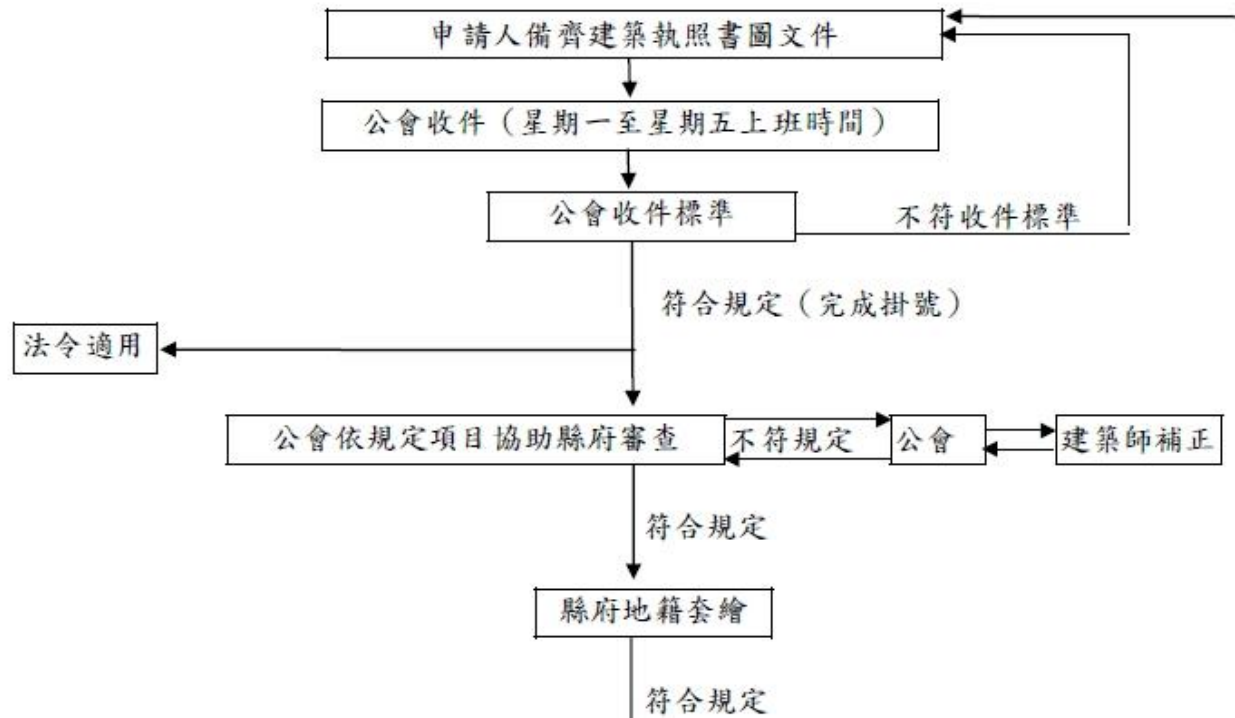 申請人備齊建築執照書圖文件
公會收件（星期一至星期五上班時間）
公會收件標準
不符收件標準
符合規定（完成掛號）
法令適用
公會依規定項目協助縣府審查
不符規定
公會
建築師補正
符合規定
縣府地籍套繪
符合規定